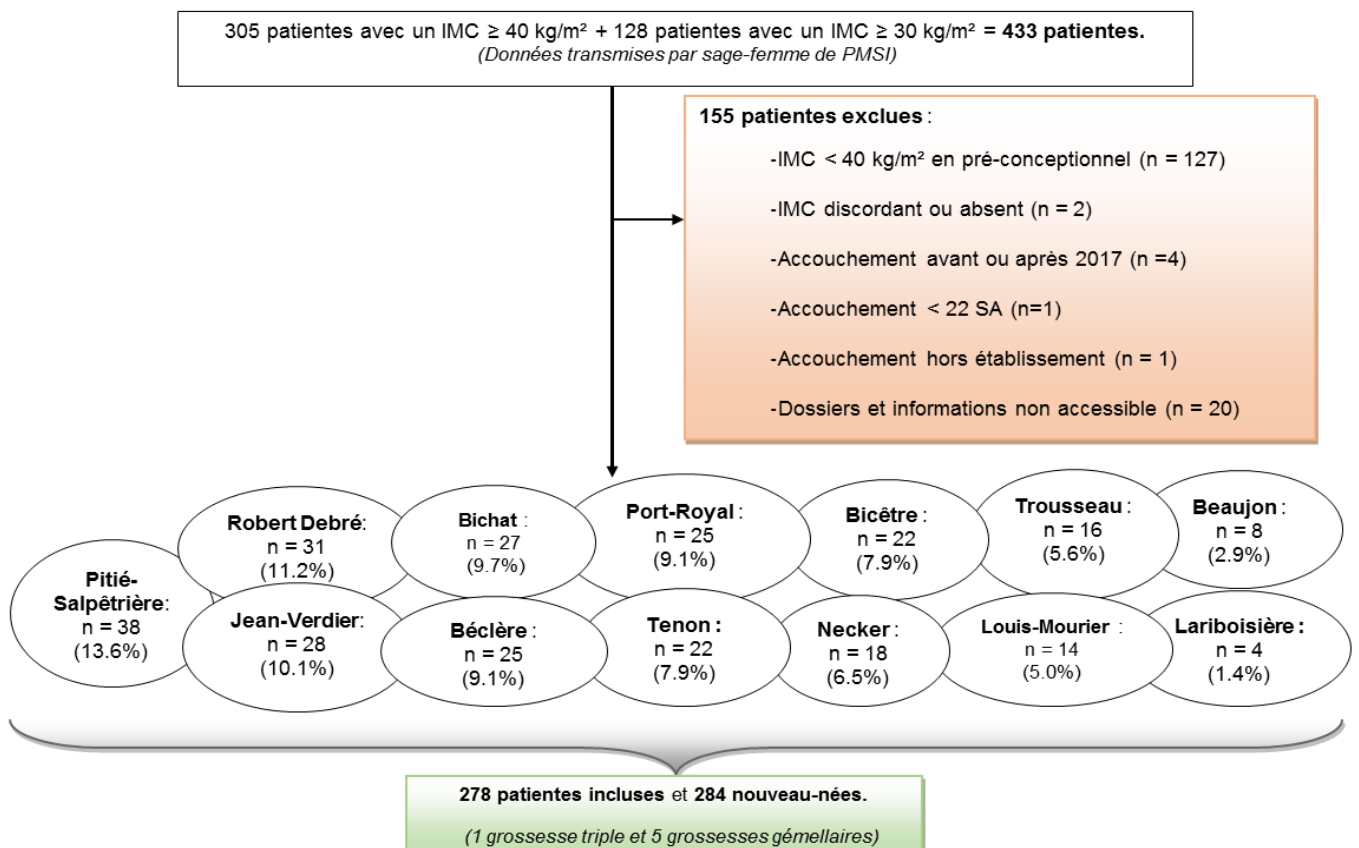 305 patientes avec un IMC ≥ 40 kg/m² + 128 patientes avec un IMC ≥ 30 kg/m² = 433 patientes.
(Données transmises par sage-femme de PMSI)
155 patientes exclues :
-IMC < 40 kg/m² en pré-conceptionnel (n = 127)
-IMC discordant ou absent (n = 2)
-Accouchement avant ou après 2017 (n =4)
-Accouchement < 22 SA (n=1)
-Accouchement hors établissement (n = 1)
-Dossiers et informations non accessible (n = 20)
Pitié-
Salpêtrière:
n = 38
(13.6%)
Robert Debré:
n = 31
(11.2%)
Jean-Verdier:
n = 28
(10.1%)
Bichat :
n = 27
(9.7%)
Béclère :
n = 25
(9.1%)
Port-Royal :
n = 25
(9.1%)
Tenon :
n = 22
(7.9%)
Bicêtre :
n = 22
(7.9%)
Necker :
n = 18
(6.5%)
Trousseau :
n = 16
(5.6%)
Louis-Mourier :
n = 14
(5.0%)
Beaujon :
n = 8
(2.9%)
Lariboisière :
n = 4
(1.4%)
278 patientes incluses et 284 nouveau-nées.
(1 grossesse triple et 5 grossesses gémellaires)